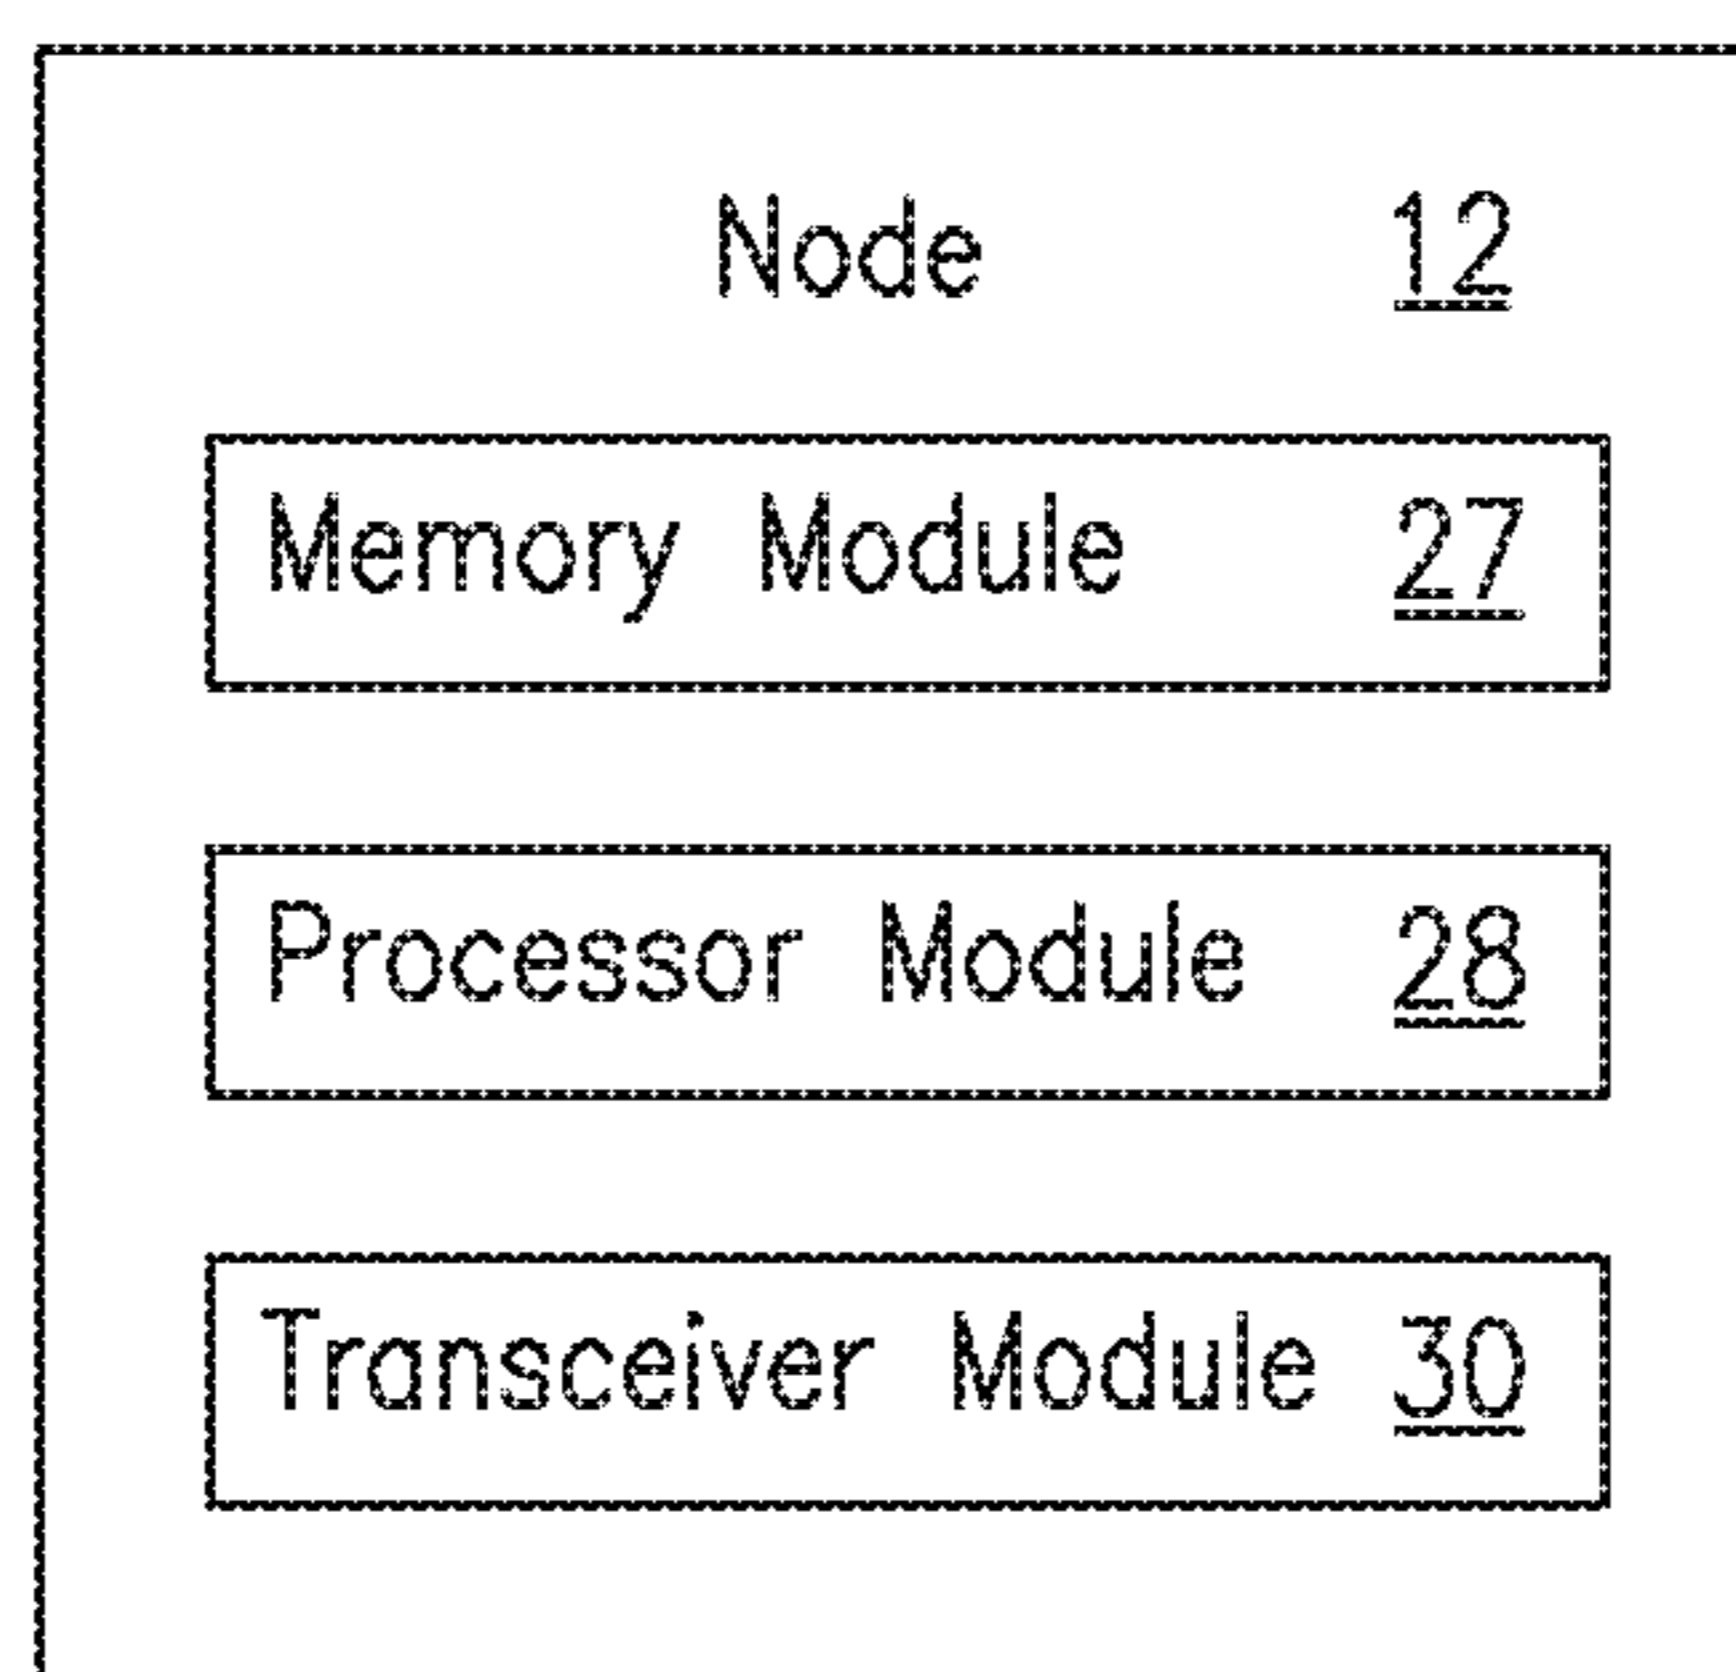 Node 12
Memory Module 27
Processor Module 28
Transceiver Module 30